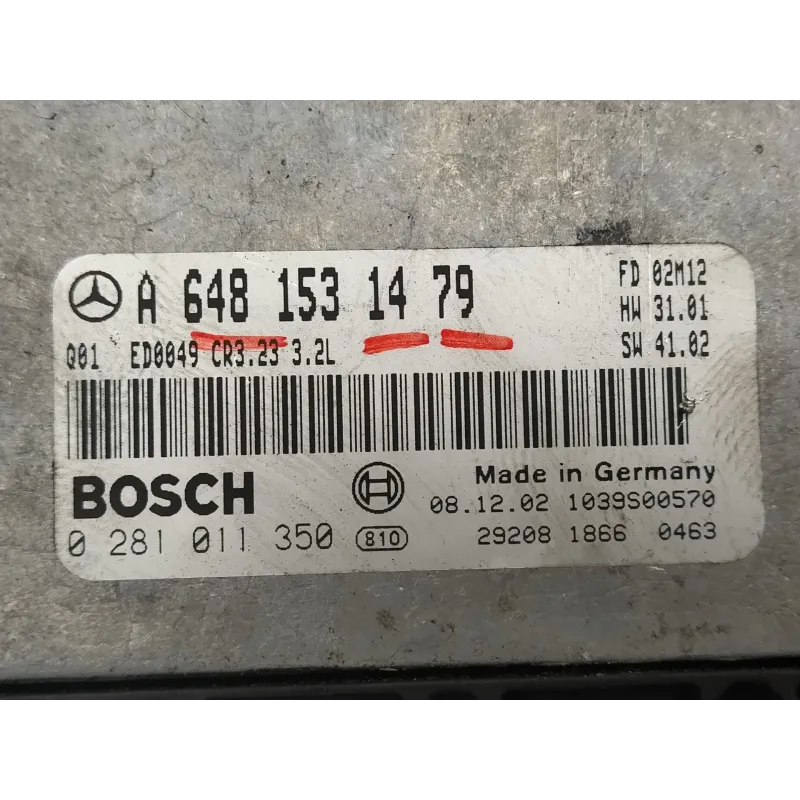 A 648 153 14 79
FD 02M12
HW 31.01
Q01 ED0049 CR3.23 3.2L
SW 41.02
BOSCH
Made in Germany
08.12.02 1039S00570
0 281 011 350 810
29208 1866 0463